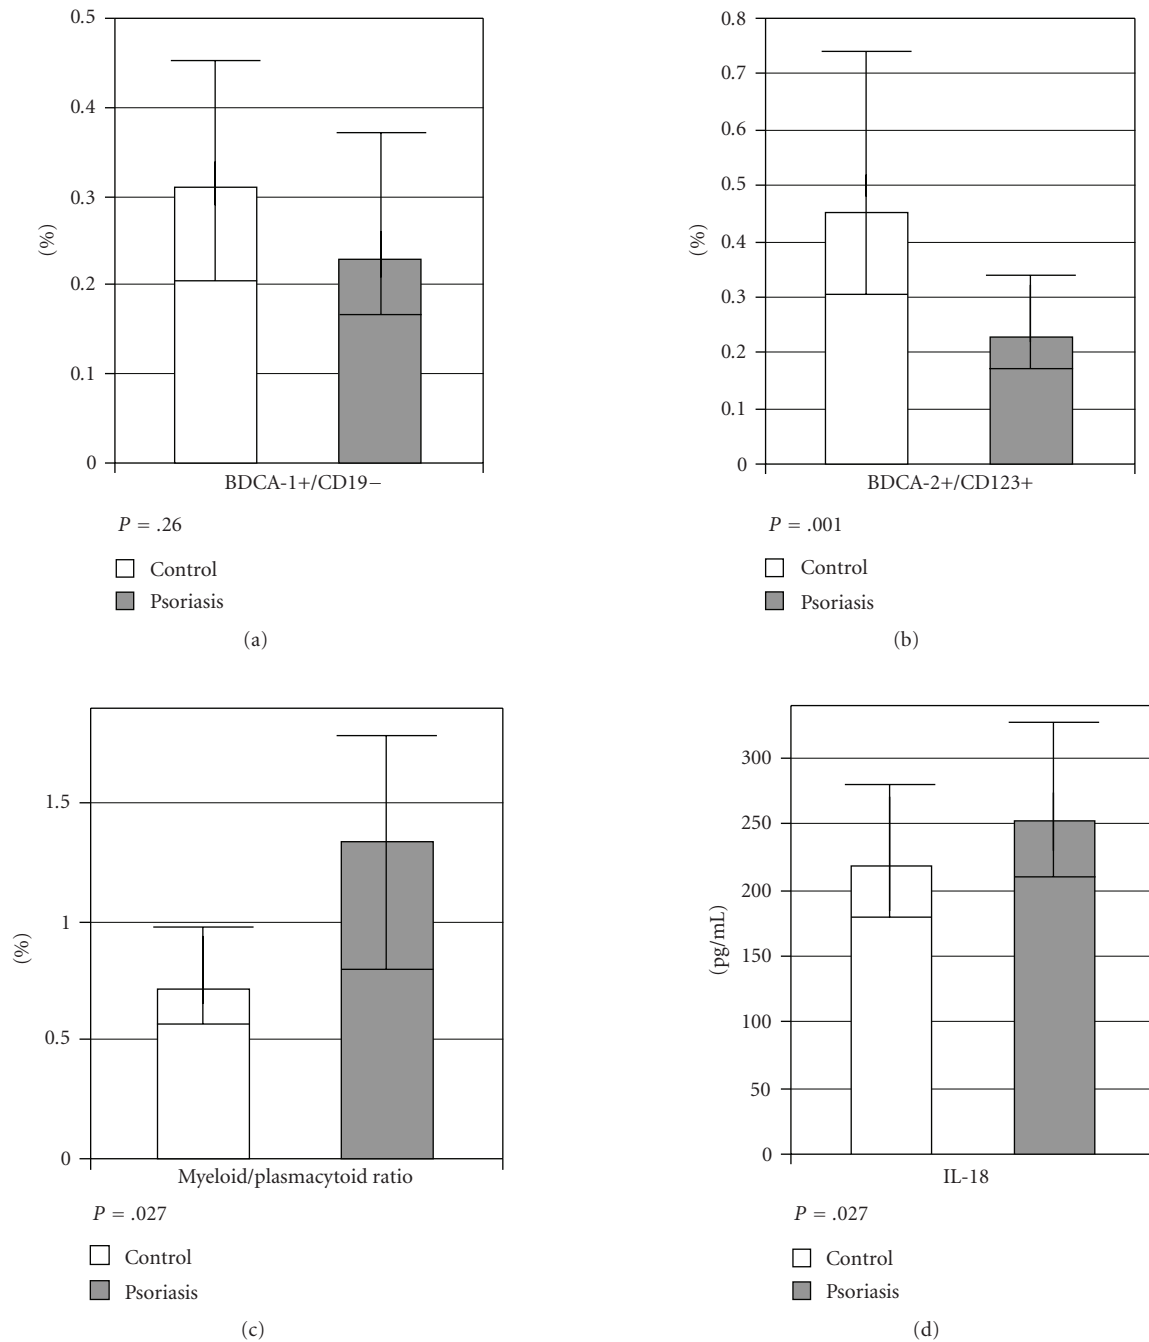 0.5
0.4
0.3
0.2
0.1
0
(%)
BDCA-1+/CD19−
P = .26
Control
Psoriasis
(a)
0.8
0.7
0.6
0.5
0.4
0.3
0.2
0.1
0
(%)
BDCA-2+/CD123+
P = .001
Control
Psoriasis
(b)
1.5
1
0.5
0
(%)
Myeloid/plasmacytoid ratio
P = .027
Control
Psoriasis
(c)
300
250
200
150
100
50
0
(pg/mL)
IL-18
P = .027
Control
Psoriasis
(d)